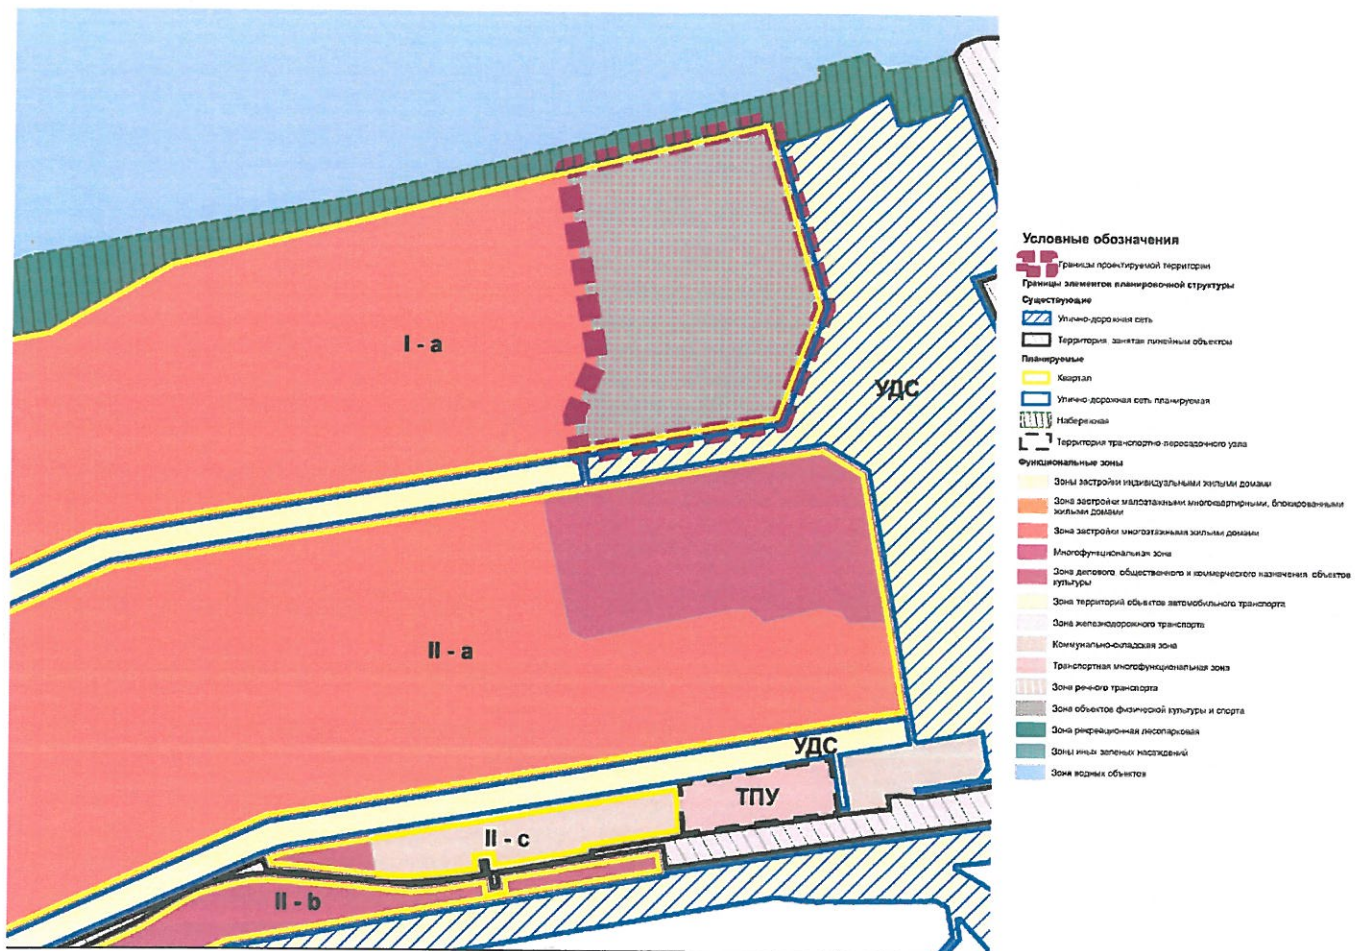 I - a
УДС
II - a
УДС
ТПУ
II - c
II - b
Условные обозначения
Границы проектируемой территории
Границы элементов планировочной структуры
Существующие
Улично-дорожная сеть
Территория, занятая линейным объектом
Планируемые
Квартал
Улично-дорожная сеть планируемая
Набережная
Территория транспортно-пересадочного узла
Функциональные зоны
Зоны застройки индивидуальными жилыми домами
Зона застройки малоэтажными многоквартирными, блокированными
жилыми домами
Зона застройки многоэтажными жилыми домами
Многофункциональная зона
Зона делового, общественного и коммерческого назначения, объектов
культуры
Зона территорий объектов автомобильного транспорта
Зона железнодорожного транспорта
Коммунально-складская зона
Транспортная многофункциональная зона
Зона речного транспорта
Зона объектов физической культуры и спорта
Зона рекреационная лесопарковая
Зоны иных зеленых насаждений
Зона водных объектов